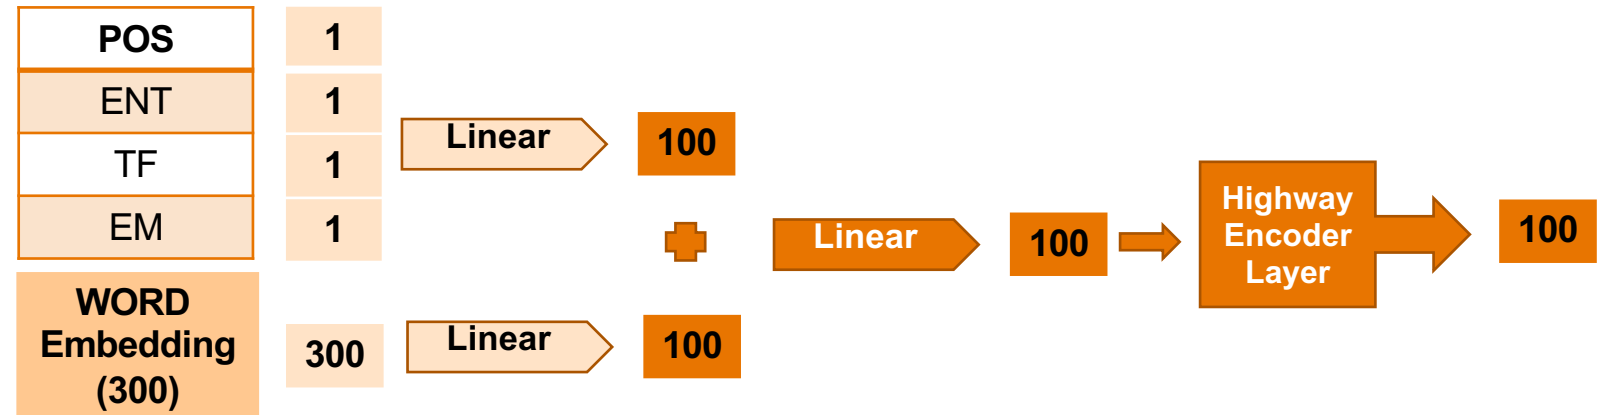 POS 1
ENT 1
TF 1
EM 1
Linear 100
WORD
Embedding
(300)
300
Linear 100
Linear 100
Highway
Encoder
Layer
100